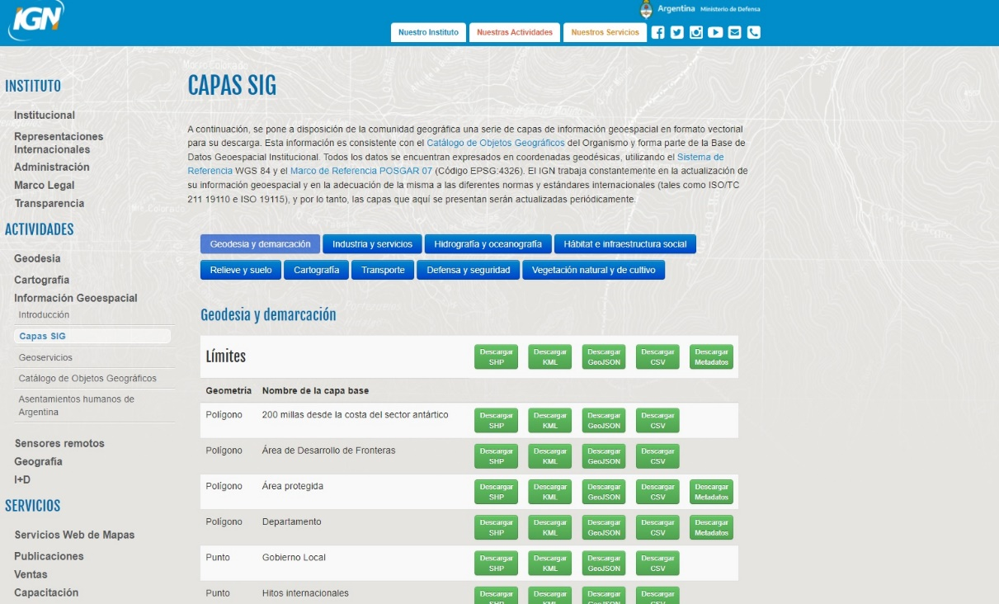 IGN
Argentina Ministerio de Defensa
Nuestro Instituto
Nuestras Actividades
Nuestros Servicios
INSTITUTO
Institucional
Representaciones
Internacionales
Administración
Marco Legal
Transparencia
ACTIVIDADES
Geodesia
Cartografía
Información Geoespacial
Introducción
Capas SIG
Geoservicios
Catálogo de Objetos Geográficos
Asentamientos humanos de
Argentina
Sensores remotos
Geografía
I+D
SERVICIOS
Servicios Web de Mapas
Publicaciones
Ventas
Capacitación
CAPAS SIG
A continuación, se pone a disposición de la comunidad geográfica una serie de capas de información geoespacial en formato vectorial
para su descarga. Esta información es consistente con el Catálogo de Objetos Geográficos del Organismo y forma parte de la Base de
Datos Geoespacial Institucional. Todos los datos se encuentran expresados en coordenadas geodésicas, utilizando el Sistema de
Referencia WGS 84 y el Marco de Referencia POSGAR 07 (Código EPSG:4326). El IGN trabaja constantemente en la actualización de
su información geoespacial y en la adecuación de la misma a las diferentes normas y estándares internacionales (tales como ISO/TC
211 19110 e ISO 19115), y por lo tanto, las capas que aquí se presentan serán actualizadas periódicamente.
Geodesia y demarcación
Industria y servicios
Hidrografía y oceanografía
Hábitat e infraestructura social
Relieve y suelo
Cartografía
Transporte
Defensa y seguridad
Vegetación natural y de cultivo
Geodesia y demarcación
Límites
Descargar SHP
Descargar KML
Descargar GeoJSON
Descargar CSV
Descargar Metadatos
Geometría Nombre de la capa base
Polígono 200 millas desde la costa del sector antártico
Descargar SHP
Descargar KML
Descargar GeoJSON
Descargar CSV
Polígono Área de Desarrollo de Fronteras
Descargar SHP
Descargar KML
Descargar GeoJSON
Descargar CSV
Polígono Área protegida
Descargar SHP
Descargar KML
Descargar GeoJSON
Descargar CSV
Descargar Metadatos
Polígono Departamento
Descargar SHP
Descargar KML
Descargar GeoJSON
Descargar CSV
Descargar Metadatos
Punto Gobierno Local
Descargar SHP
Descargar KML
Descargar GeoJSON
Descargar CSV
Punto Hitos internacionales
Descargar SHP
Descargar KML
Descargar GeoJSON
Descargar CSV